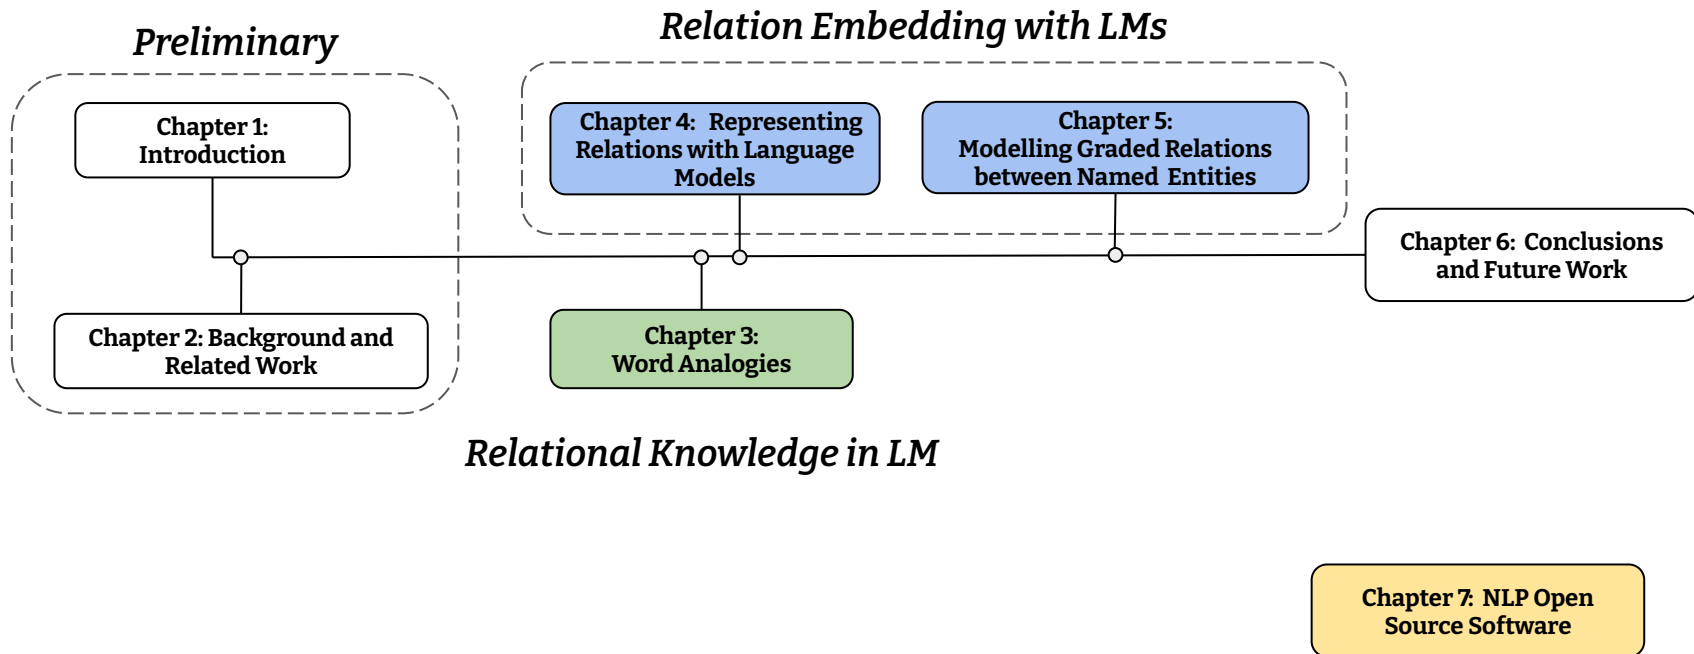 Preliminary
Relation Embedding with LMs
Chapter 1:
Introduction
Chapter 2: Background and
Related Work
Chapter 4: Representing
Relations with Language
Models
Chapter 5:
Modelling Graded Relations
between Named Entities
Chapter 3:
Word Analogies
Chapter 6: Conclusions
and Future Work
Relational Knowledge in LM
Chapter 7: NLP Open
Source Software